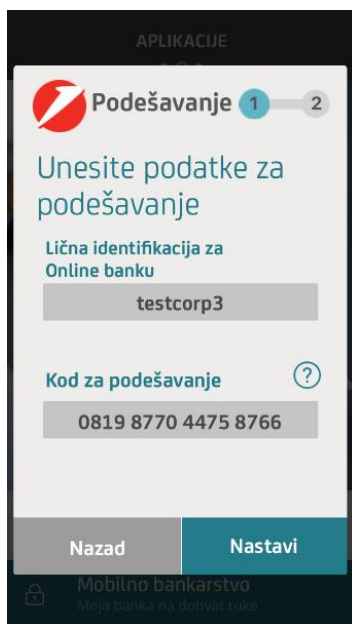 APLIKACIJE
Podešavanje 1 2
Unesite podatke za
podešavanje
Lična identifikacija za
Online banku
testcorp3
Kod za podešavanje ?
0819 8770 4475 8766
Nazad Nastavi
Mobilno bankarstvo
Moja banka na dohvat ruke